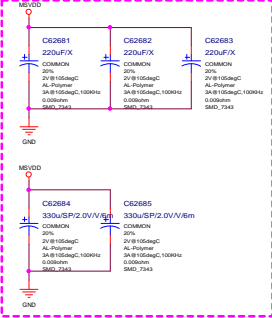 MSVDD
C62681 C62682 C62683
220uF/X 220uF/X 220uF/X
COMMON COMMON COMMON
20% 20% 20%
2V@105degC 2V@105degC 2V@105degC
AL-Polymer AL-Polymer AL-Polymer
3A@105degC,100KHz 3A@105degC,100KHz 3A@105degC,100KHz
0.009ohm 0.009ohm 0.009ohm
SMD_7343 SMD_7343 SMD_7343
GND
MSVDD
C62684 C62685
330u/SP/2.0V/V/6m 330u/SP/2.0V/V/6m
COMMON COMMON
20% 20%
2V@105degC 2V@105degC
AL-Polymer AL-Polymer
3A@105degC,100KHz 3A@105degC,100KHz
0.009ohm 0.009ohm
SMD_7343 SMD_7343
GND